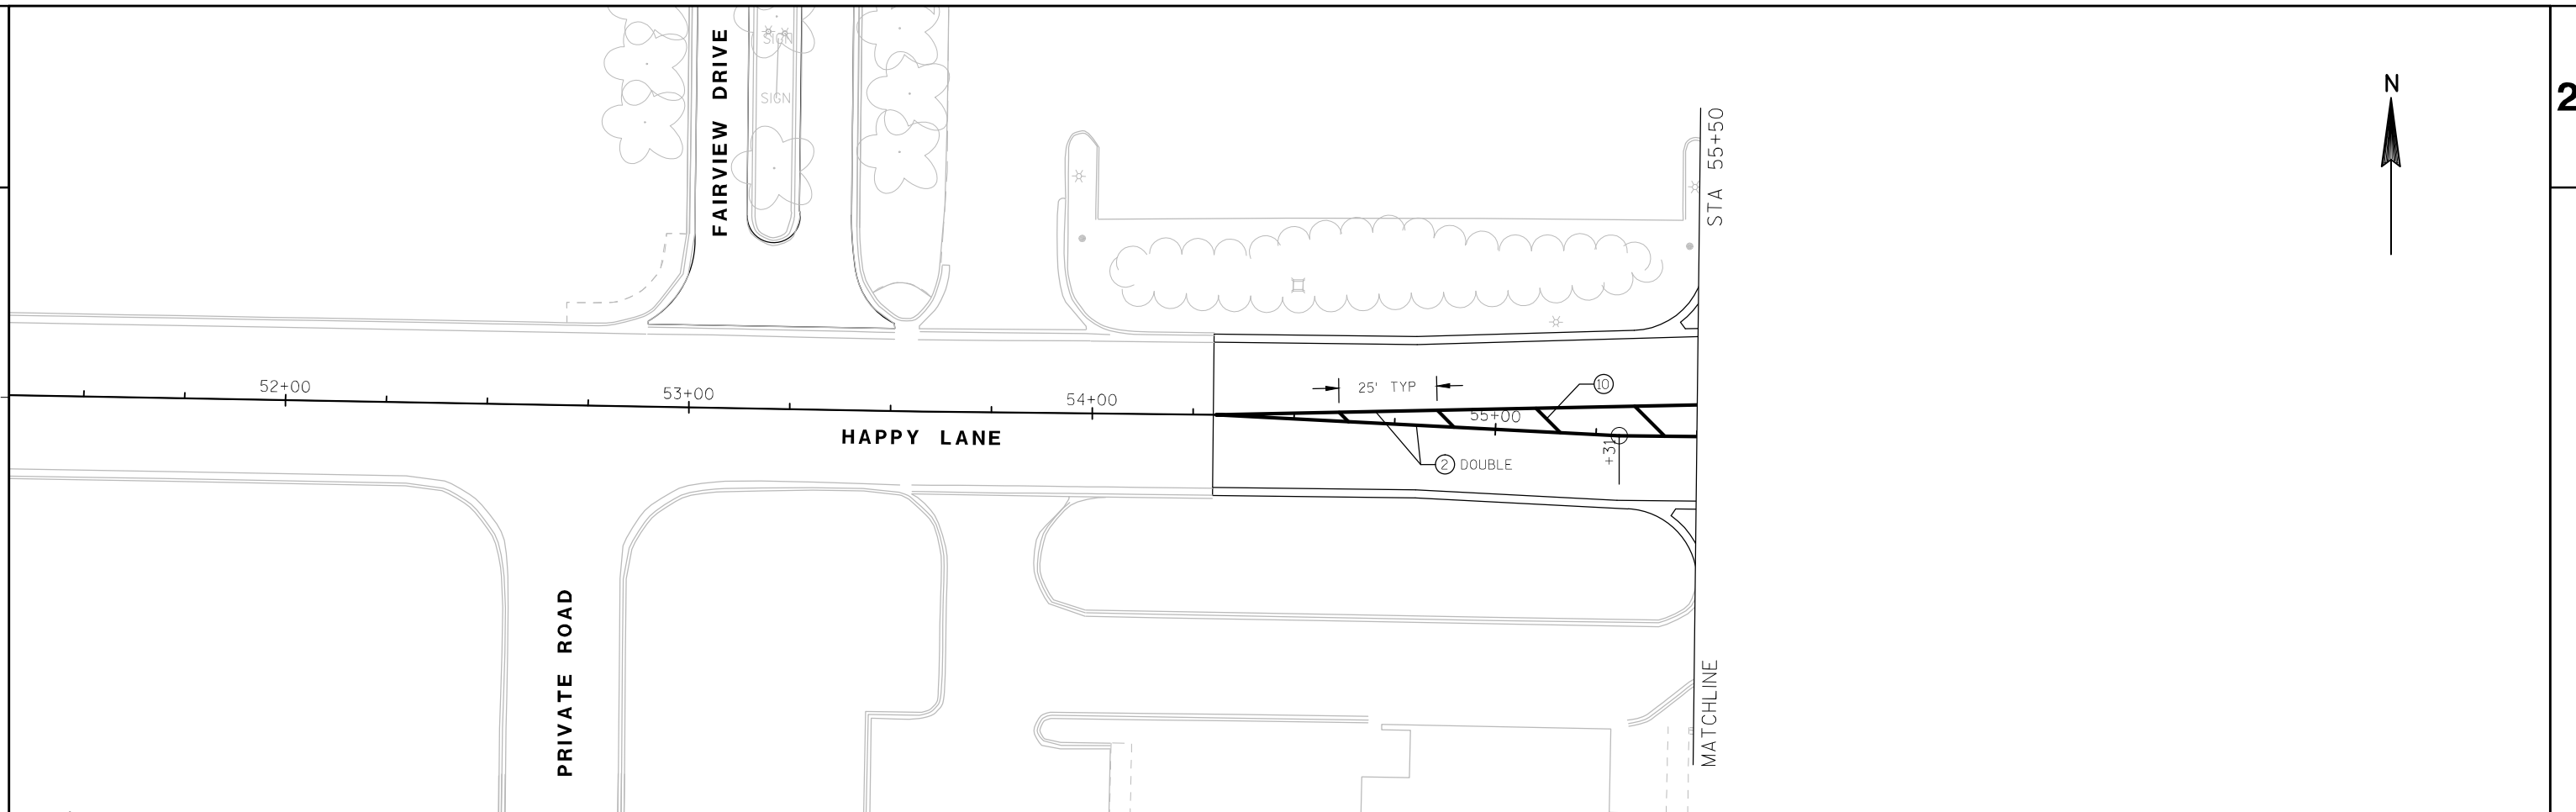 FAIRVIEW DRIVE
SIGN
SIGN
N
2
STA 55+50
52+00
53+00
54+00
25' TYP
10
55+00
HAPPY LANE
2 DOUBLE
+31
PRIVATE ROAD
MATCHLINE